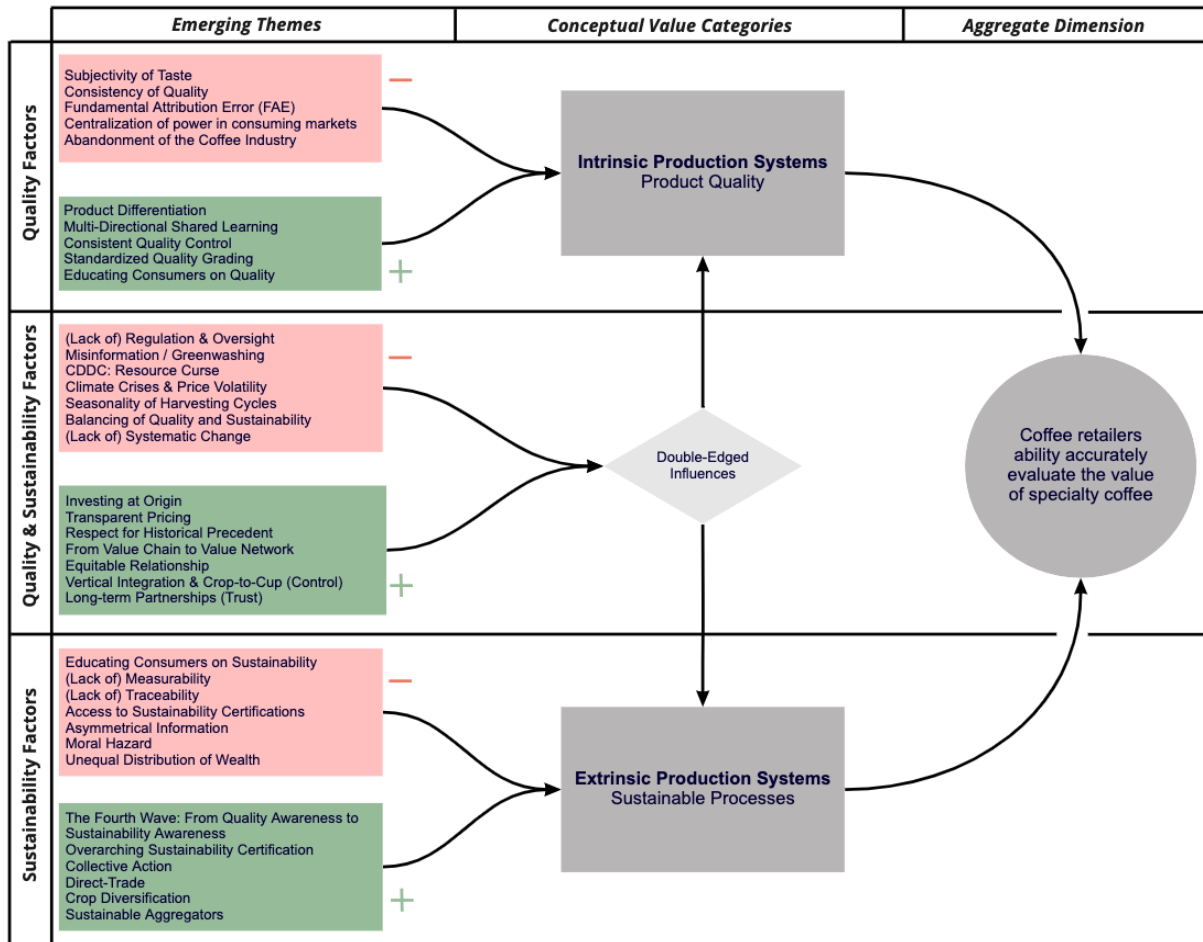 Emerging Themes
Conceptual Value Categories
Aggregate Dimension
Quality Factors
Subjectivity of Taste
Consistency of Quality
Fundamental Attribution Error (FAE)
Centralization of power in consuming markets
Abandonment of the Coffee Industry
−
Product Differentiation
Multi-Directional Shared Learning
Consistent Quality Control
Standardized Quality Grading
Educating Consumers on Quality
+
Intrinsic Production Systems
Product Quality
Quality & Sustainability Factors
(Lack of) Regulation & Oversight
Misinformation / Greenwashing
CDDC: Resource Curse
Climate Crises & Price Volatility
Seasonality of Harvesting Cycles
Balancing of Quality and Sustainability
(Lack of) Systematic Change
−
Investing at Origin
Transparent Pricing
Respect for Historical Precedent
From Value Chain to Value Network
Equitable Relationship
Vertical Integration & Crop-to-Cup (Control)
Long-term Partnerships (Trust)
+
Double-Edged
Influences
Coffee retailers
ability accurately
evaluate the value
of specialty coffee
Sustainability Factors
Educating Consumers on Sustainability
(Lack of) Measurability
(Lack of) Traceability
Access to Sustainability Certifications
Asymmetrical Information
Moral Hazard
Unequal Distribution of Wealth
−
The Fourth Wave: From Quality Awareness to
Sustainability Awareness
Overarching Sustainability Certification
Collective Action
Direct-Trade
Crop Diversification
Sustainable Aggregators
+
Extrinsic Production Systems
Sustainable Processes